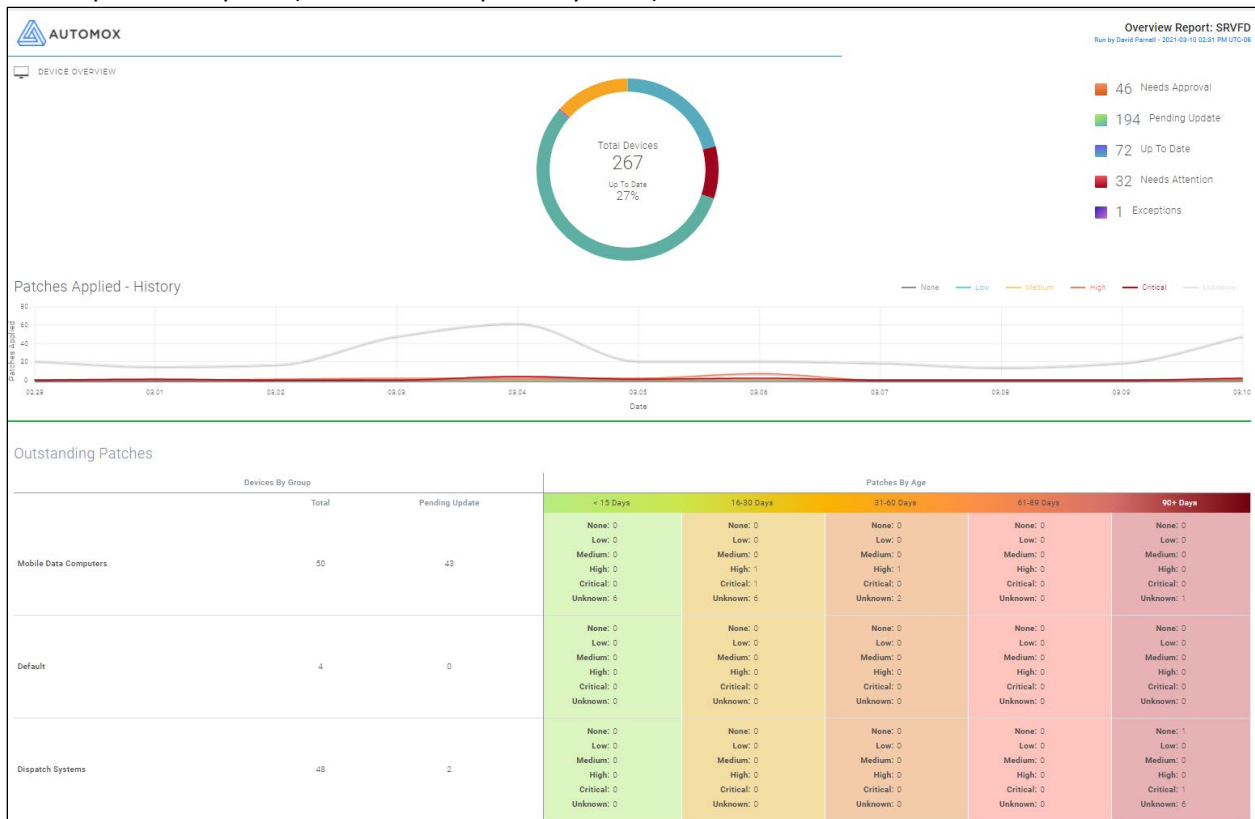 AUTOMOX
Overview Report: SRVFD
Run by David Parnell - 2021-03-10 02:31 PM UTC-08
DEVICE OVERVIEW
Total Devices
267
Up To Date
27%
46 Needs Approval
194 Pending Update
72 Up To Date
32 Needs Attention
1 Exceptions
Patches Applied - History
None Low Medium High Critical Unknown
Patches Applied
80
60
40
20
0
03.01 03.02 03.03 03.04 03.05 03.06 03.07 03.08 03.09 03.10
Date
Outstanding Patches
Devices By Group Patches By Age
Total Pending Update < 15 Days 16-30 Days 31-60 Days 61-89 Days 90+ Days
None: 0 None: 0 None: 0 None: 0 None: 0
Low: 0 Low: 0 Low: 0 Low: 0 Low: 0
Medium: 0 Medium: 0 Medium: 0 Medium: 0 Medium: 0
Mobile Data Computers 50 43 High: 0 High: 1 High: 1 High: 0 High: 0
Critical: 0 Critical: 1 Critical: 0 Critical: 0 Critical: 0
Unknown: 6 Unknown: 6 Unknown: 2 Unknown: 0 Unknown: 1
None: 0 None: 0 None: 0 None: 0 None: 0
Low: 0 Low: 0 Low: 0 Low: 0 Low: 0
Medium: 0 Medium: 0 Medium: 0 Medium: 0 Medium: 0
Default 4 0 High: 0 High: 0 High: 0 High: 0 High: 0
Critical: 0 Critical: 0 Critical: 0 Critical: 0 Critical: 0
Unknown: 0 Unknown: 0 Unknown: 0 Unknown: 0 Unknown: 0
None: 0 None: 0 None: 0 None: 0 None: 1
Low: 0 Low: 0 Low: 0 Low: 0 Low: 0
Medium: 0 Medium: 0 Medium: 0 Medium: 0 Medium: 0
Dispatch Systems 48 2 High: 0 High: 0 High: 0 High: 0 High: 0
Critical: 0 Critical: 0 Critical: 0 Critical: 0 Critical: 1
Unknown: 0 Unknown: 0 Unknown: 0 Unknown: 0 Unknown: 6